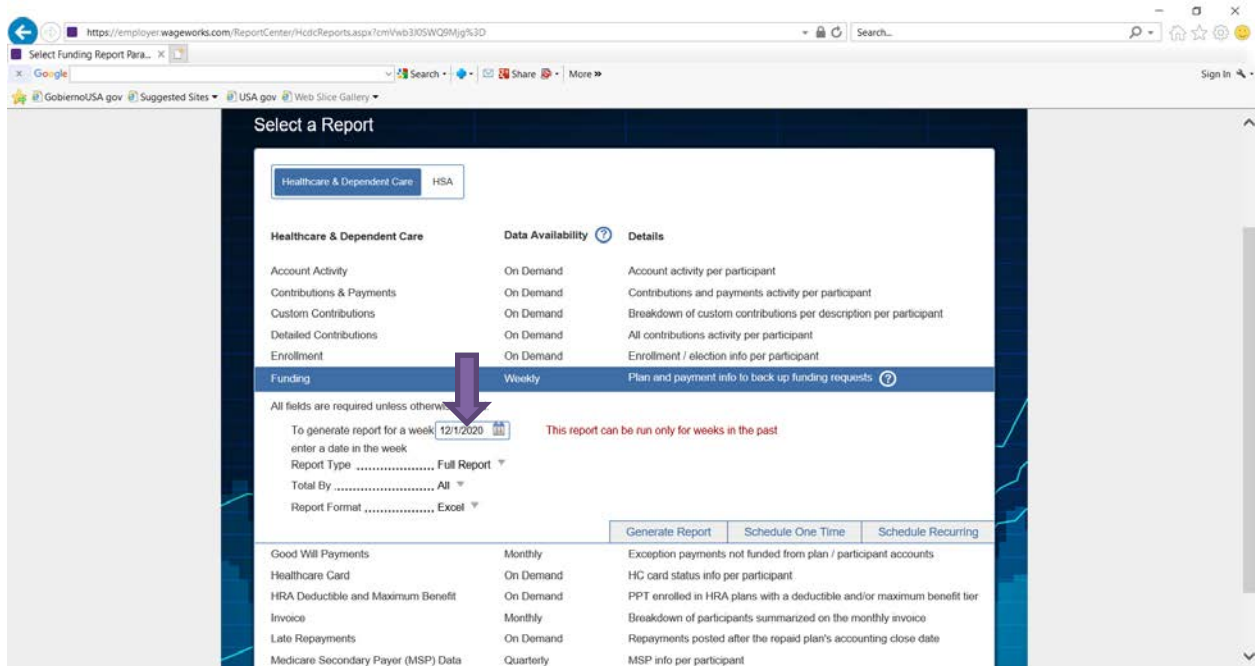 https://employer.wageworks.com/ReportCenter/HcdcReports.aspx?cmVwb3J0SWQ9Mjg%3D
Search...
Select Funding Report Para...
Google
Search
Share
More »
Sign In
GobiernoUSA gov
Suggested Sites
USA gov
Web Slice Gallery
Select a Report
Healthcare & Dependent Care HSA
Healthcare & Dependent Care Data Availability ? Details
Account Activity On Demand Account activity per participant
Contributions & Payments On Demand Contributions and payments activity per participant
Custom Contributions On Demand Breakdown of custom contributions per description per participant
Detailed Contributions On Demand All contributions activity per participant
Enrollment On Demand Enrollment / election info per participant
Funding Weekly Plan and payment info to back up funding requests ?
All fields are required unless
To generate report for a week 12/1/2020 This report can be run only for weeks in the past
enter a date in the week
Report Type ...................... Full Report
Total By .......................... All
Report Format .................. Excel
Generate Report Schedule One Time Schedule Recurring
Good Will Payments Monthly Exception payments not funded from plan / participant accounts
Healthcare Card On Demand HC card status info per participant
HRA Deductible and Maximum Benefit On Demand PPT enrolled in HRA plans with a deductible and/or maximum benefit tier
Invoice Monthly Breakdown of participants summarized on the monthly invoice
Late Repayments On Demand Repayments posted after the repaid plan's accounting close date
Medicare Secondary Payer (MSP) Data Quarterly MSP info per participant